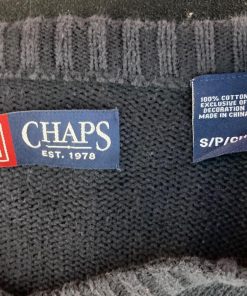 CHAPS
EST. 1978
100% COTTON
EXCLUSIVE OF
DECORATION
MADE IN CHINA
S/P/CH